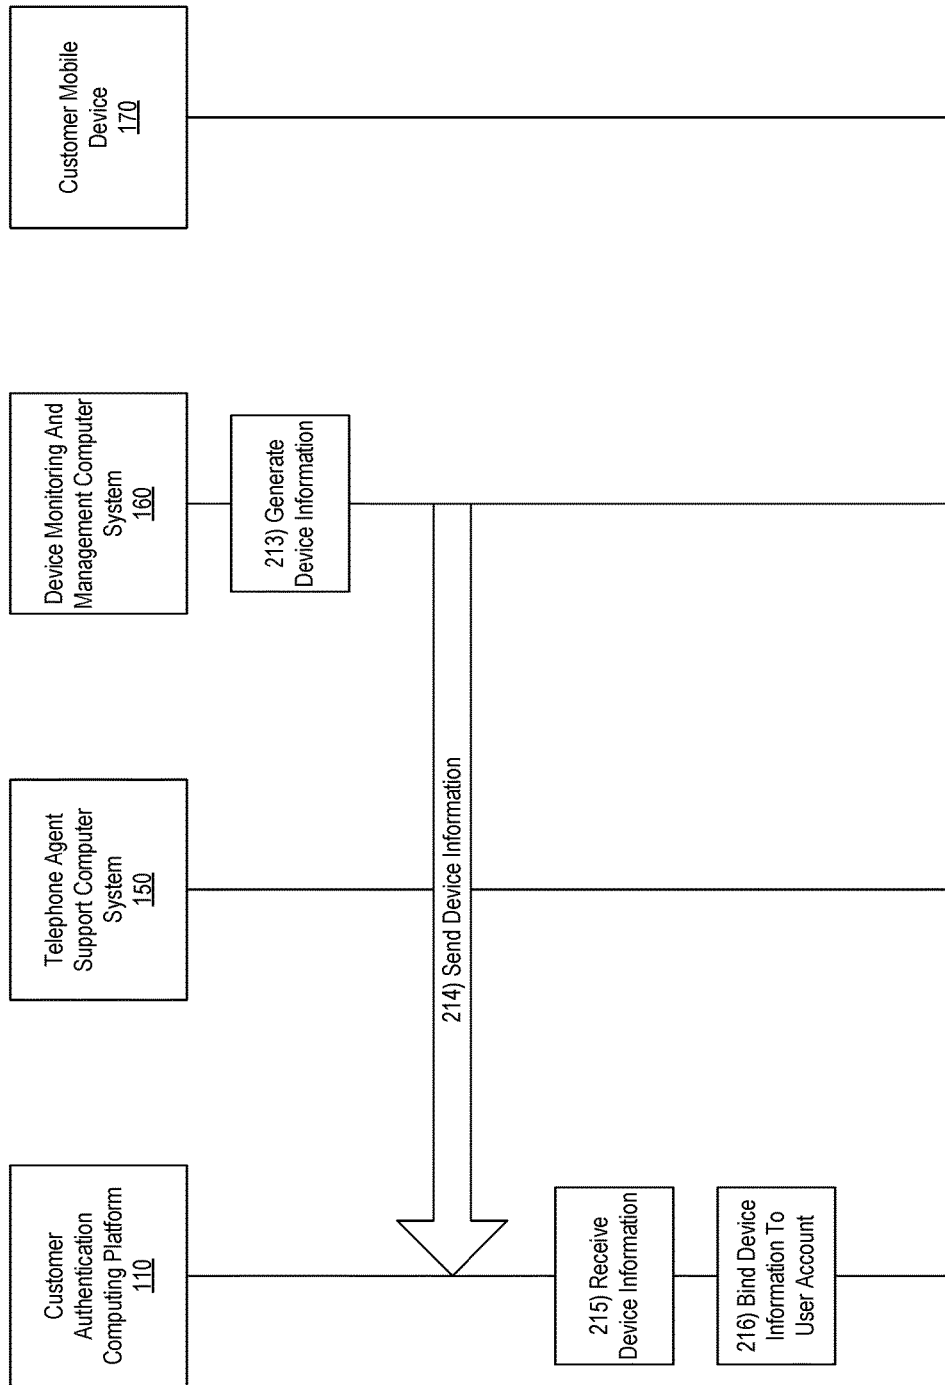 Customer
Authentication
Computing Platform
110
Telephone Agent
Support Computer
System
150
Device Monitoring And
Management Computer
System
160
Customer Mobile
Device
170
213) Generate
Device Information
214) Send Device Information
215) Receive
Device Information
216) Bind Device
Information To
User Account